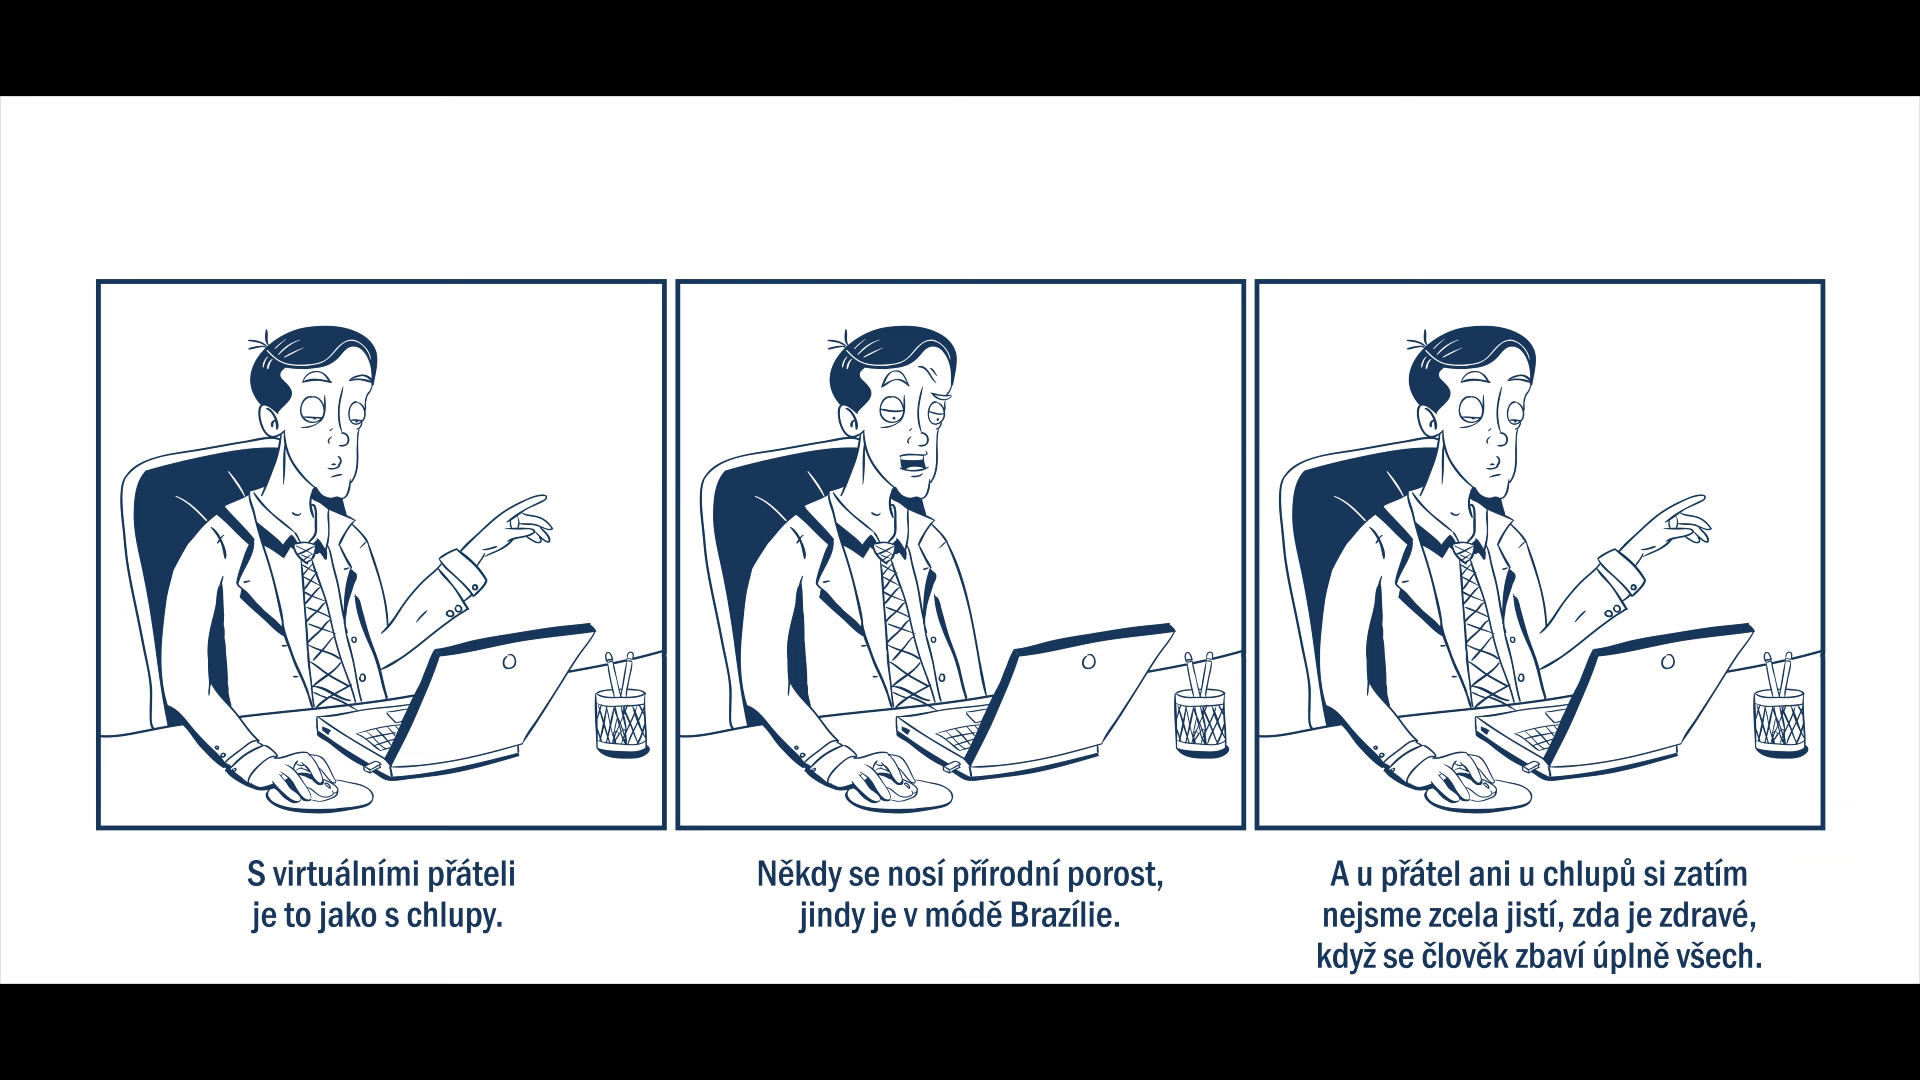 S virtuálními přáteli
je to jako s chlupy.
Někdy se nosí přírodní porost,
jindy je v módě Brazílie.
A u přátel ani u chlupů si zatím
nejsme zcela jistí, zda je zdravé,
když se člověk zbaví úplně všech.